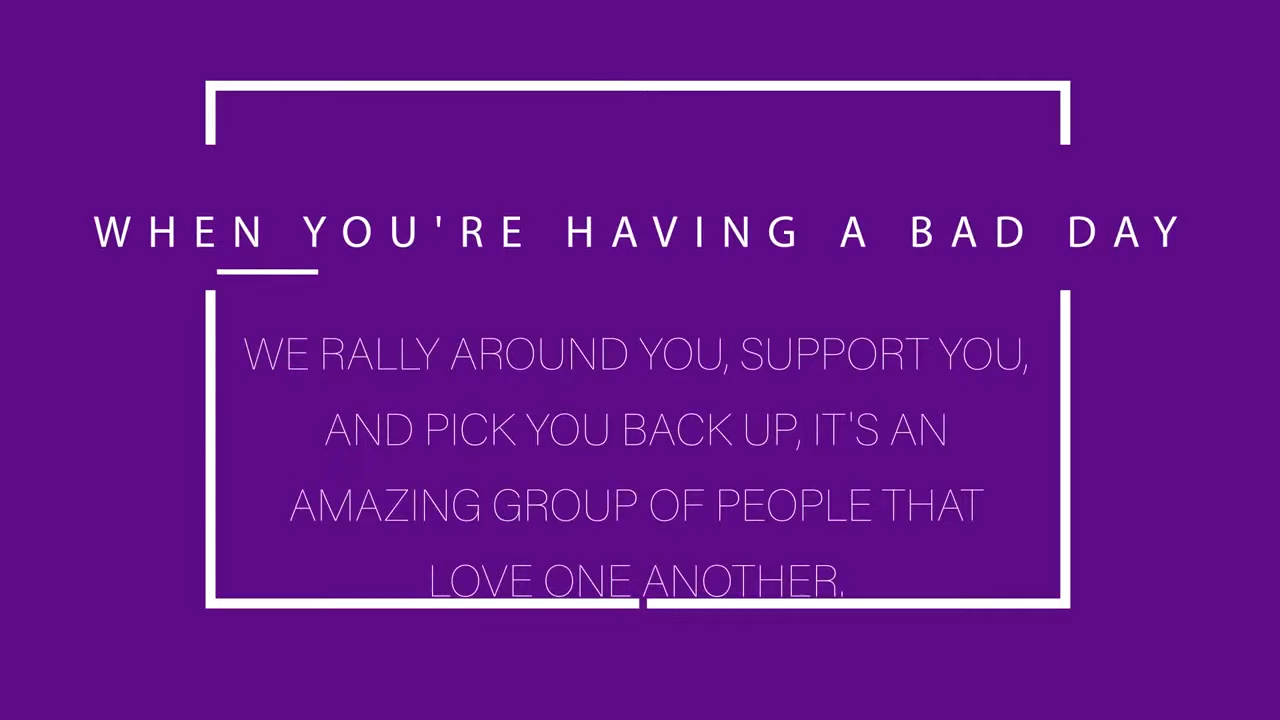 WHEN YOU'RE HAVING A BAD DAY
WE RALLY AROUND YOU, SUPPORT YOU,
AND PICK YOU BACK UP, IT'S AN
AMAZING GROUP OF PEOPLE THAT
LOVE ONE ANOTHER.